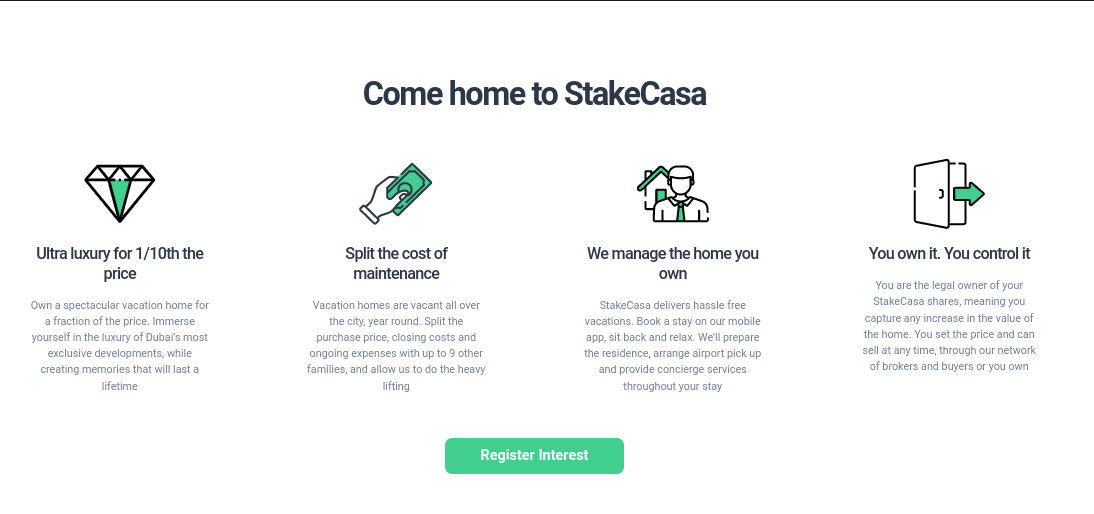 Come home to StakeCasa
Ultra luxury for 1/10th the
price
Own a spectacular vacation home for
a fraction of the price. Immerse
yourself in the luxury of Dubai’s most
exclusive developments, while
creating memories that will last a
lifetime
Split the cost of
maintenance
Vacation homes are vacant all over
the city, year round. Split the
purchase price, closing costs and
ongoing expenses with up to 9 other
families, and allow us to do the heavy
lifting
We manage the home you
own
StakeCasa delivers hassle free
vacations. Book a stay on our mobile
app, sit back and relax. We’ll prepare
the residence, arrange airport pick up
and provide concierge services
throughout your stay
You own it. You control it
You are the legal owner of your
StakeCasa shares, meaning you
capture any increase in the value of
the home. You set the price and can
sell at any time, through our network
of brokers and buyers or you own
Register Interest